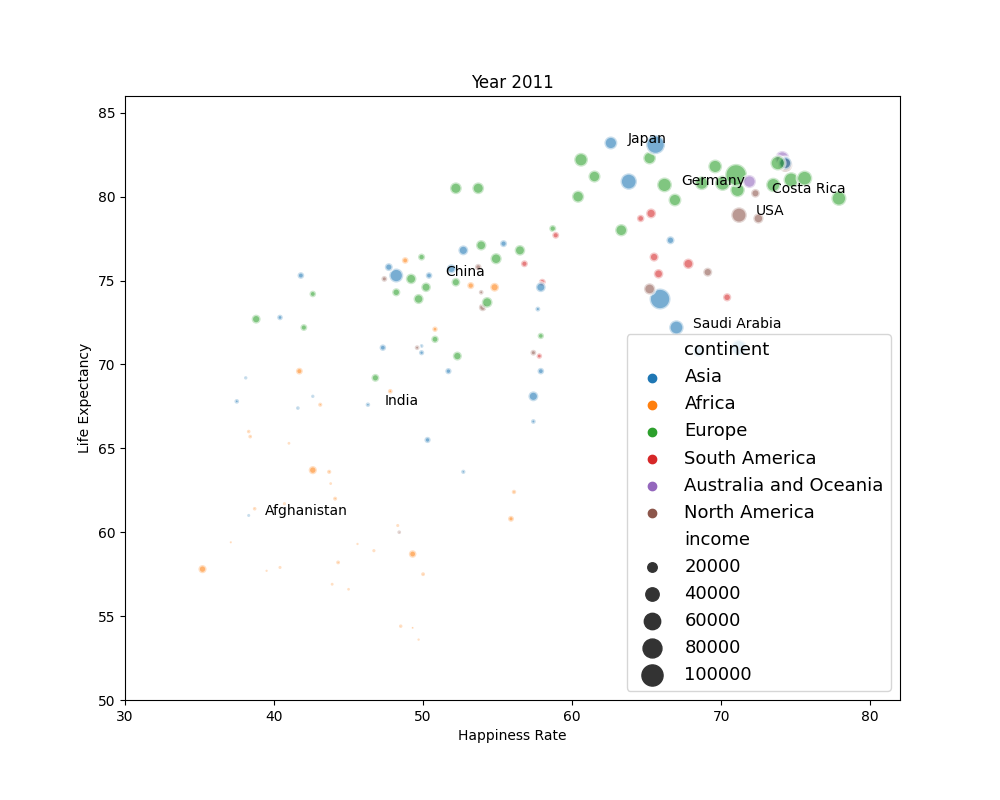 Year 2011
85
80
75
70
65
60
55
50
Life Expectancy
Japan
Germany
Costa Rica
USA
China
Saudi Arabia
India
Afghanistan
continent
Asia
Africa
Europe
South America
Australia and Oceania
North America
income
20000
40000
60000
80000
100000
30 40 50 60 70 80
Happiness Rate